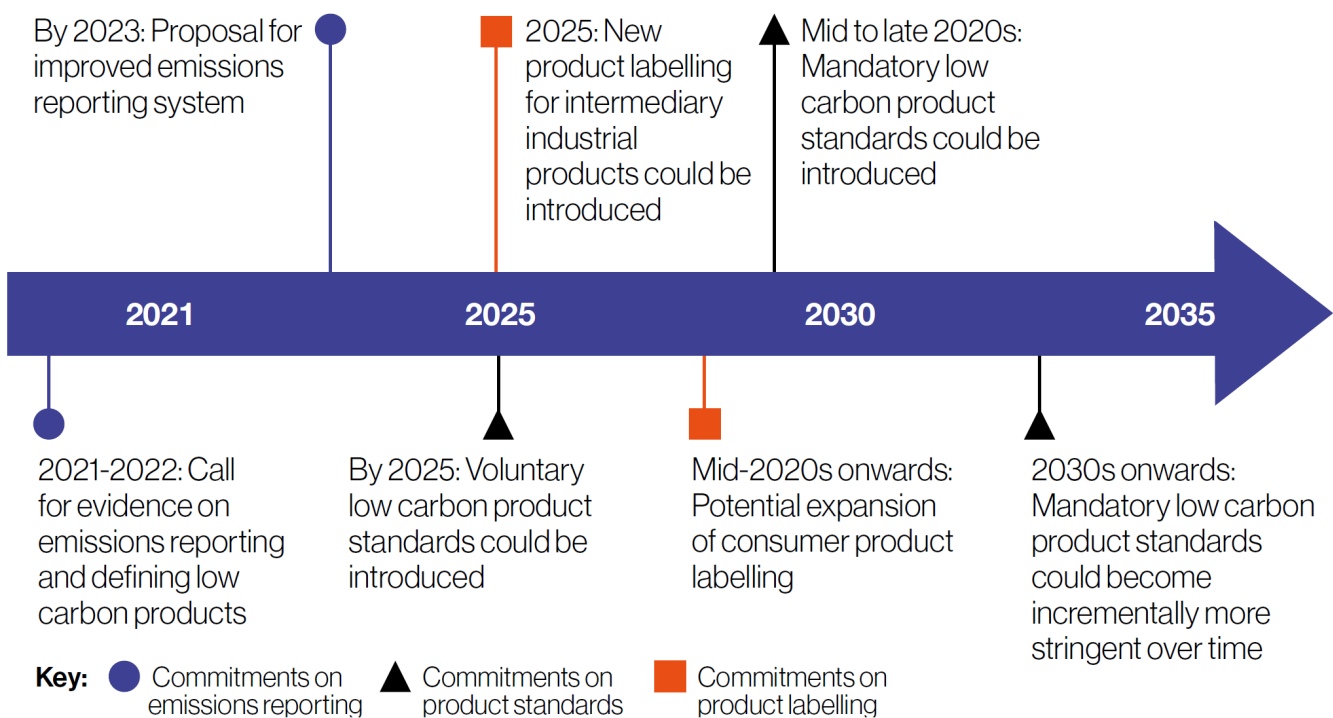 By 2023: Proposal for
improved emissions
reporting system
2025: New
product labelling
for intermediary
industrial
products could be
introduced
Mid to late 2020s:
Mandatory low
carbon product
standards could be
introduced
2021
2025
2030
2035
2021-2022: Call
for evidence on
emissions reporting
and defining low
carbon products
By 2025: Voluntary
low carbon product
standards could be
introduced
Mid-2020s onwards:
Potential expansion
of consumer product
labelling
2030s onwards:
Mandatory low carbon
product standards
could become
incrementally more
stringent over time
Key:
Commitments on
emissions reporting
Commitments on
product standards
Commitments on
product labelling